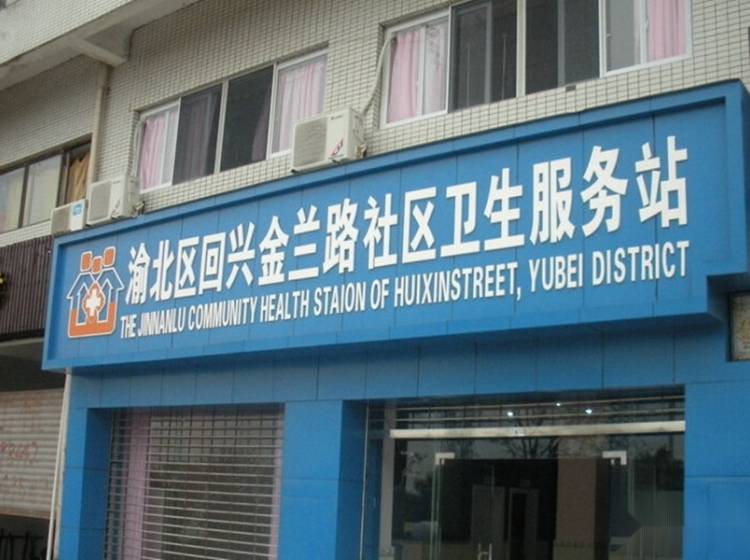 渝北区回兴金兰路社区卫生服务站
THE JINNANLU COMMUNITY HEALTH STAION OF HUIXINSTREET, YUBEI DISTRICT